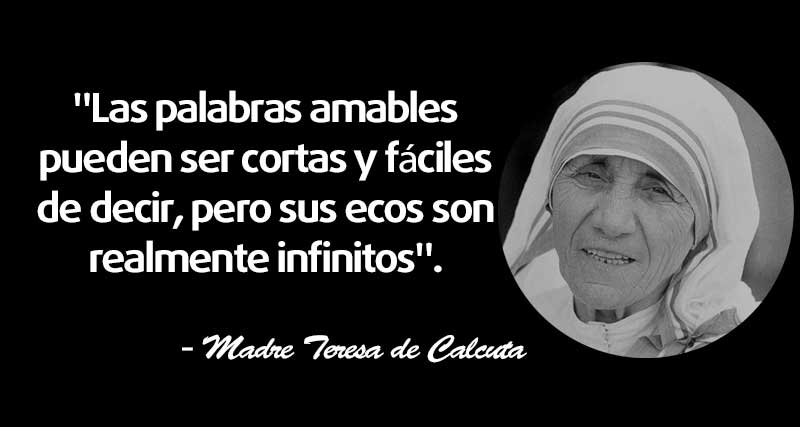 "Las palabras amables
pueden ser cortas y fáciles
de decir, pero sus ecos son
realmente infinitos".
- Madre Teresa de Calcuta